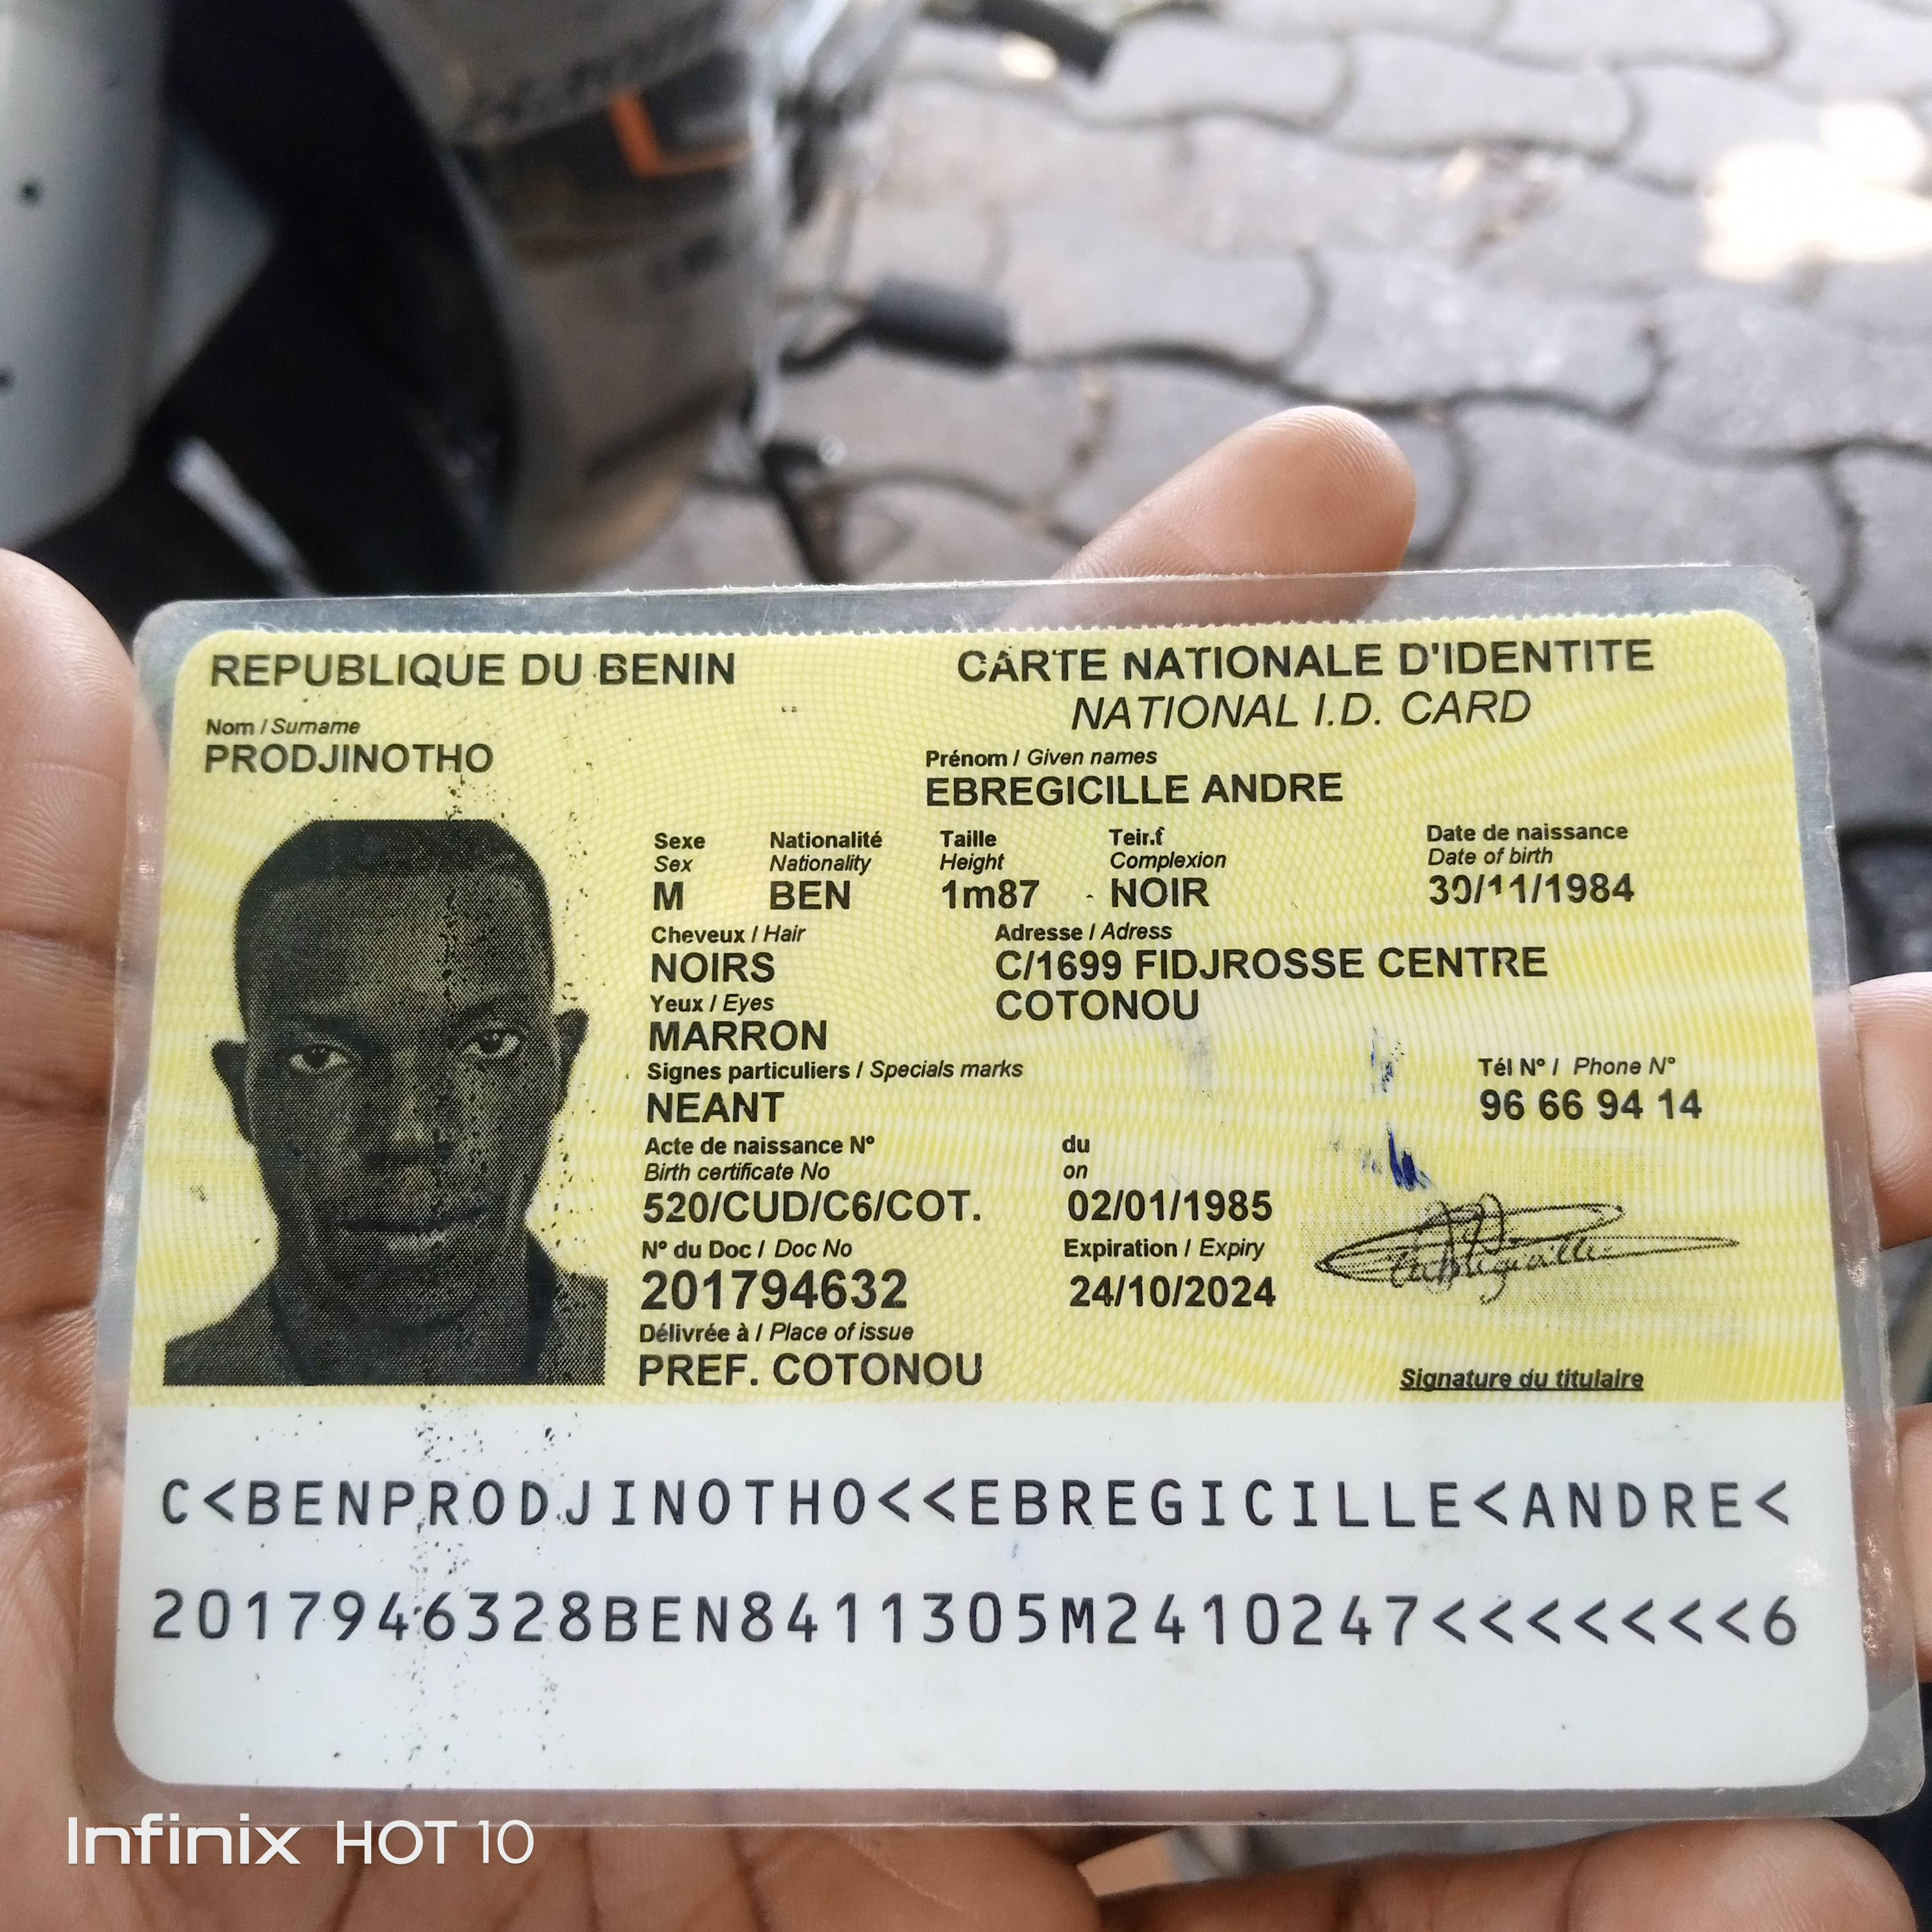 REPUBLIQUE DU BENIN
CARTE NATIONALE D'IDENTITE
NATIONAL I.D. CARD
Nom / Surname
PRODJINOTHO
Prénom / Given names
EBREGICILLE ANDRE
Sexe Nationalité Taille Teir.f Date de naissance
Sex Nationality Height Complexion Date of birth
M BEN 1m87 NOIR 30/11/1984
Cheveux / Hair Adresse / Adress
NOIRS C/1699 FIDJROSSE CENTRE
Yeux / Eyes COTONOU
MARRON
Signes particuliers / Specials marks Tél N° / Phone N°
NEANT 96 66 94 14
Acte de naissance N° du
Birth certificate No on
520/CUD/C6/COT. 02/01/1985
N° du Doc / Doc No Expiration / Expiry
201794632 24/10/2024
Délivrée à / Place of issue
PREF. COTONOU
Signature du titulaire
C<BENPRODJINOTHO<<EBREGICILLE<ANDRE<
2017946328BEN8411305M2410247<<<<<<<6
Infinix HOT 10